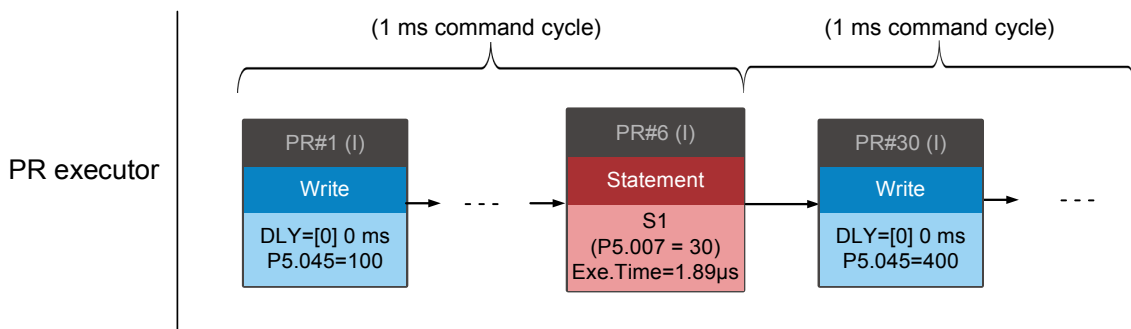 (1 ms command cycle)
(1 ms command cycle)
PR executor
PR#1 (I)
Write
DLY=[0] 0 ms
P5.045=100
- - -
PR#6 (I)
Statement
S1
(P5.007 = 30)
Exe.Time=1.89µs
PR#30 (I)
Write
DLY=[0] 0 ms
P5.045=400
- - -